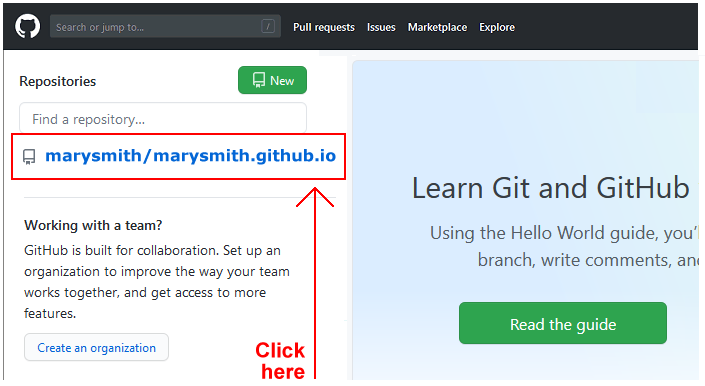 Search or jump to... /
Pull requests Issues Marketplace Explore
Repositories
New
Find a repository...
marysmith/marysmith.github.io
Working with a team?
GitHub is built for collaboration. Set up an
organization to improve the way your team
works together, and get access to more
features.
Create an organization
Click
here
Learn Git and GitHub
Using the Hello World guide, you'l
branch, write comments, an
Read the guide